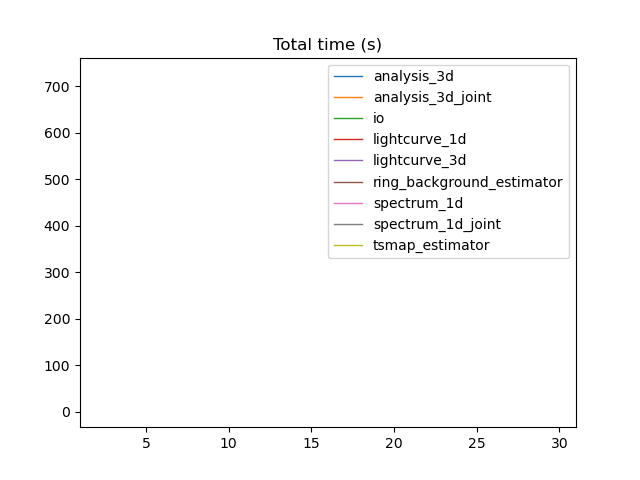 Total time (s)
analysis_3d
analysis_3d_joint
io
lightcurve_1d
lightcurve_3d
ring_background_estimator
spectrum_1d
spectrum_1d_joint
tsmap_estimator
700
600
500
400
300
200
100
0
5 10 15 20 25 30